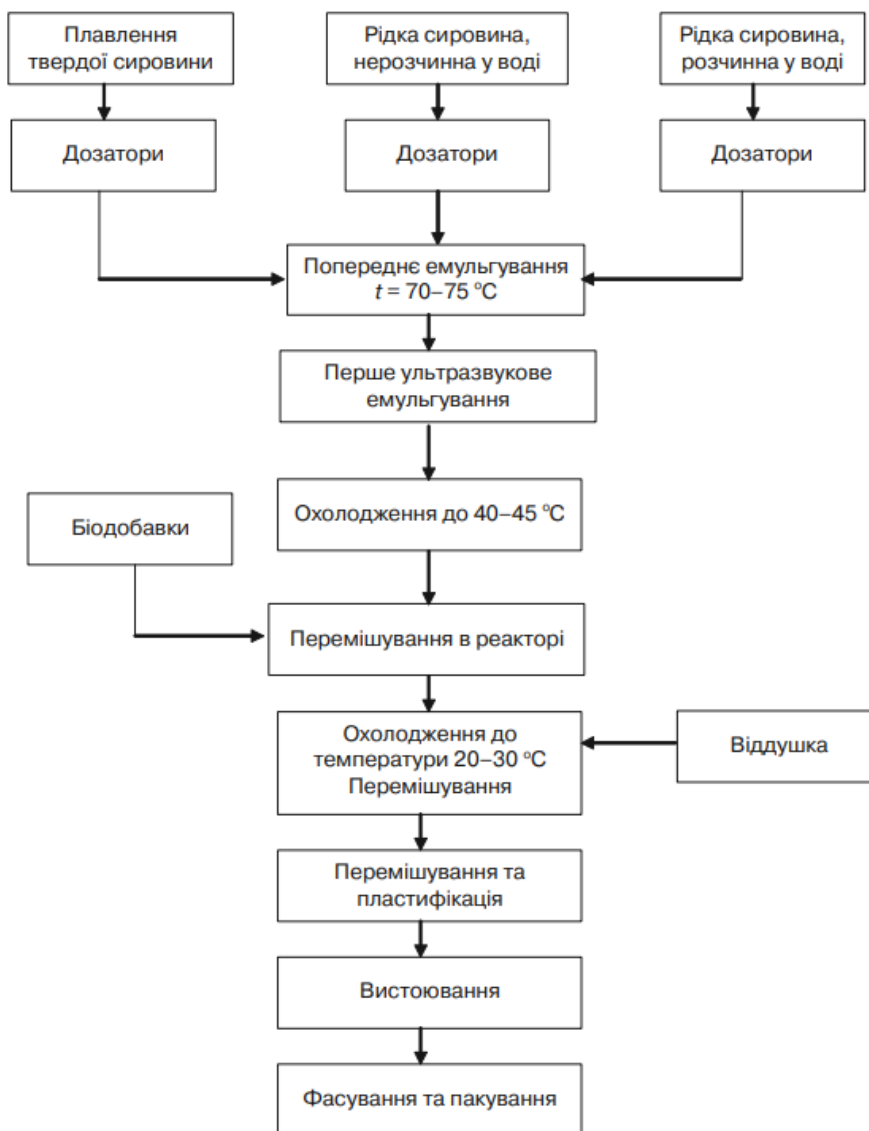 Плавлення
твердої сировини
Рідка сировина,
нерозчинна у воді
Рідка сировина,
розчинна у воді
Дозатори
Дозатори
Дозатори
Попереднє емульгування
t = 70–75 °C
Перше ультразвукове
емульгування
Охолодження до 40–45 °C
Біодобавки
Перемішування в реакторі
Охолодження до
температури 20–30 °C
Перемішування
Віддушка
Перемішування та
пластифікація
Вистоювання
Фасування та пакування